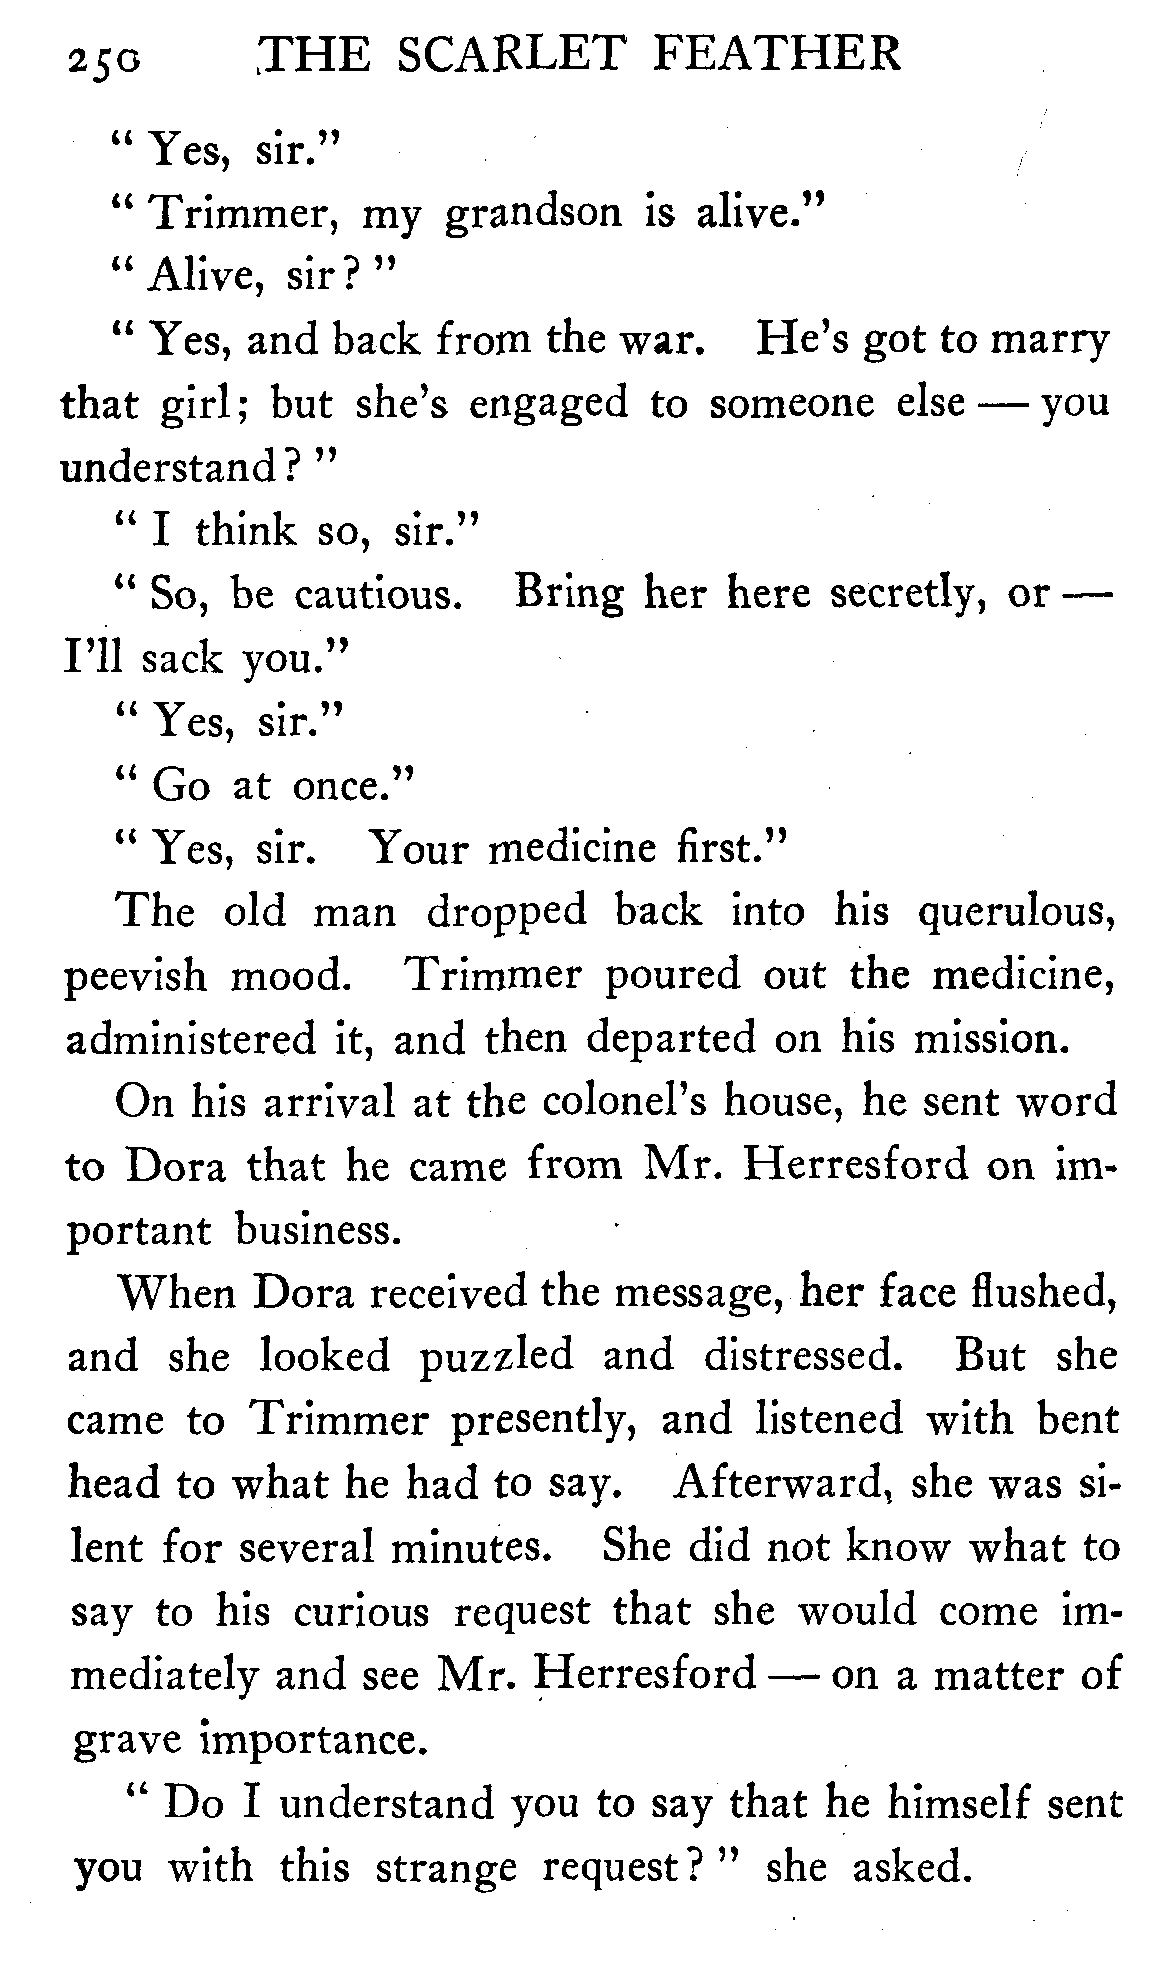 250 THE SCARLET FEATHER
“ Yes, sir.”
“ Trimmer, my grandson is alive.”
“ Alive, sir? ”
“ Yes, and back from the war. He’s got to marry
that girl; but she’s engaged to someone else — you
understand? ”
“ I think so, sir.”
“ So, be cautious. Bring her here secretly, or —
I’ll sack you.”
“ Yes, sir.”
“ Go at once.”
“ Yes, sir. Your medicine first.”
The old man dropped back into his querulous,
peevish mood. Trimmer poured out the medicine,
administered it, and then departed on his mission.
On his arrival at the colonel’s house, he sent word
to Dora that he came from Mr. Herresford on im-
portant business.
When Dora received the message, her face flushed,
and she looked puzzled and distressed. But she
came to Trimmer presently, and listened with bent
head to what he had to say. Afterward, she was si-
lent for several minutes. She did not know what to
say to his curious request that she would come im-
mediately and see Mr. Herresford — on a matter of
grave importance.
“ Do I understand you to say that he himself sent
you with this strange request? ” she asked.